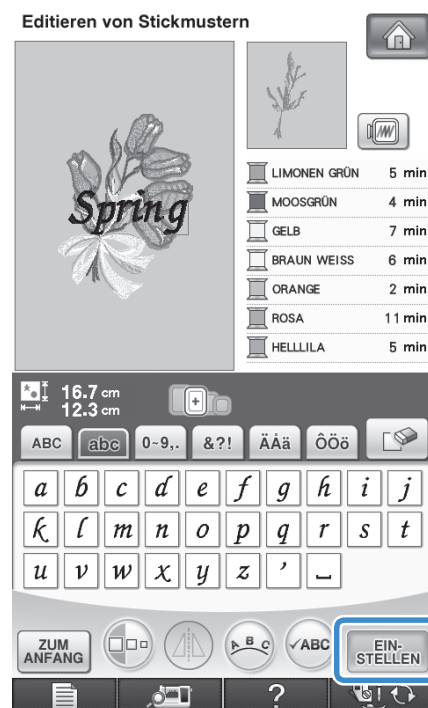 Editieren von Stickmustern
Spring
LIMONEN GRÜN 5 min
MOOSGRÜN 4 min
GELB 7 min
BRAUN WEISS 6 min
ORANGE 2 min
ROSA 11 min
HELLLILA 5 min
16.7 cm
12.3 cm
ABC abc 0~9,. &?! ÄÅä ÔÖö
a b c d e f g h i j
k l m n o p q r s t
u v w x y z ’ _
ZUM ANFANG A B C ✓ABC EIN-STELLEN
? !